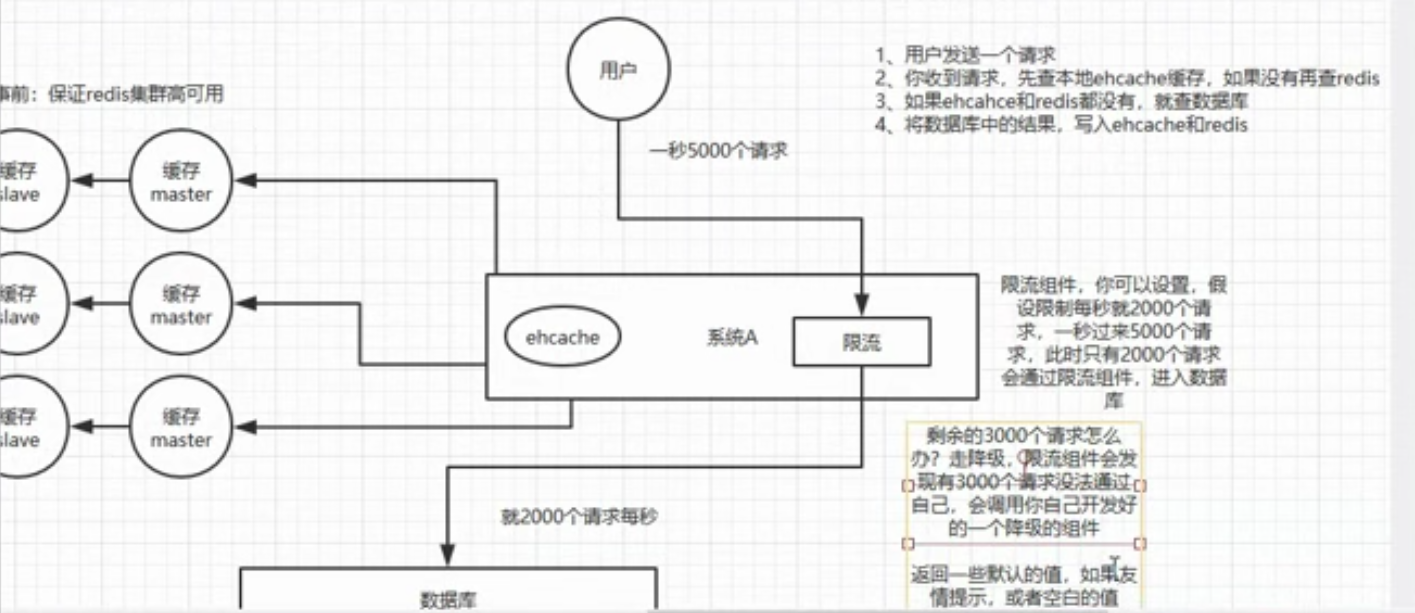 用户
1、用户发送一个请求
2、你收到请求，先查本地ehcache缓存，如果没有再查redis
3、如果ehcahce和redis都没有，就查数据库
4、将数据库中的结果，写入ehcache和redis
事前：保证redis集群高可用
一秒5000个请求
缓存
slave
缓存
master
缓存
slave
缓存
master
缓存
slave
缓存
master
ehcache
系统A
限流
限流组件，你可以设置，假
设限制每秒就2000个请
求，一秒过来5000个请
求，此时只有2000个请求
会通过限流组件，进入数据
库
剩余的3000个请求怎么
办？走降级，限流组件会发
现有3000个请求没法通过
自己，会调用你自己开发好
的一个降级的组件
返回一些默认的值，如果友
情提示，或者空白的值
就2000个请求每秒
数据库